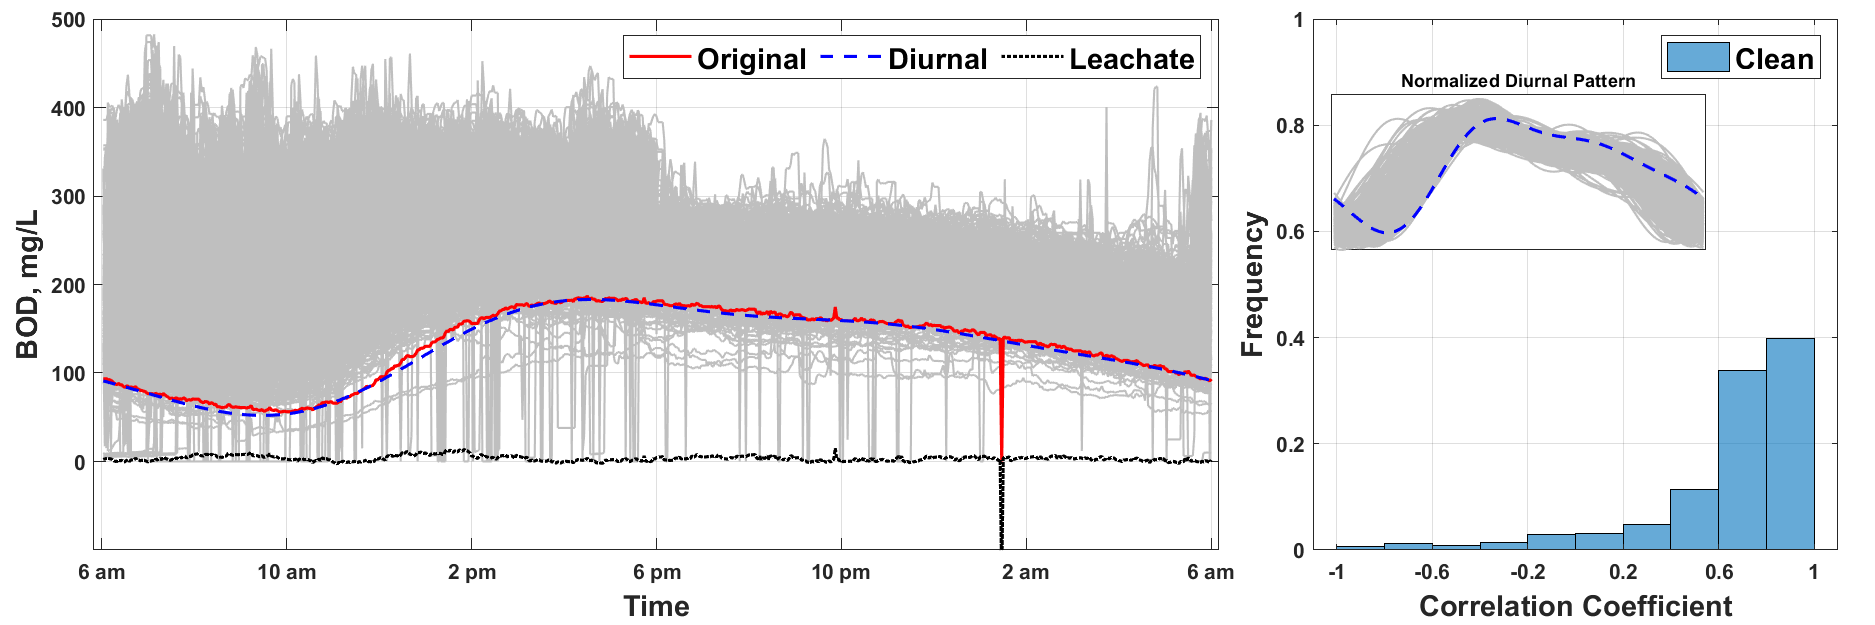 500
400
300
200
100
0
BOD, mg/L
Original Diurnal Leachate
6 am 10 am 2 pm 6 pm 10 pm 2 am 6 am
Time
1
0.8
0.6
0.4
0.2
0
Frequency
Clean
Normalized Diurnal Pattern
-1 -0.6 -0.2 0.2 0.6 1
Correlation Coefficient